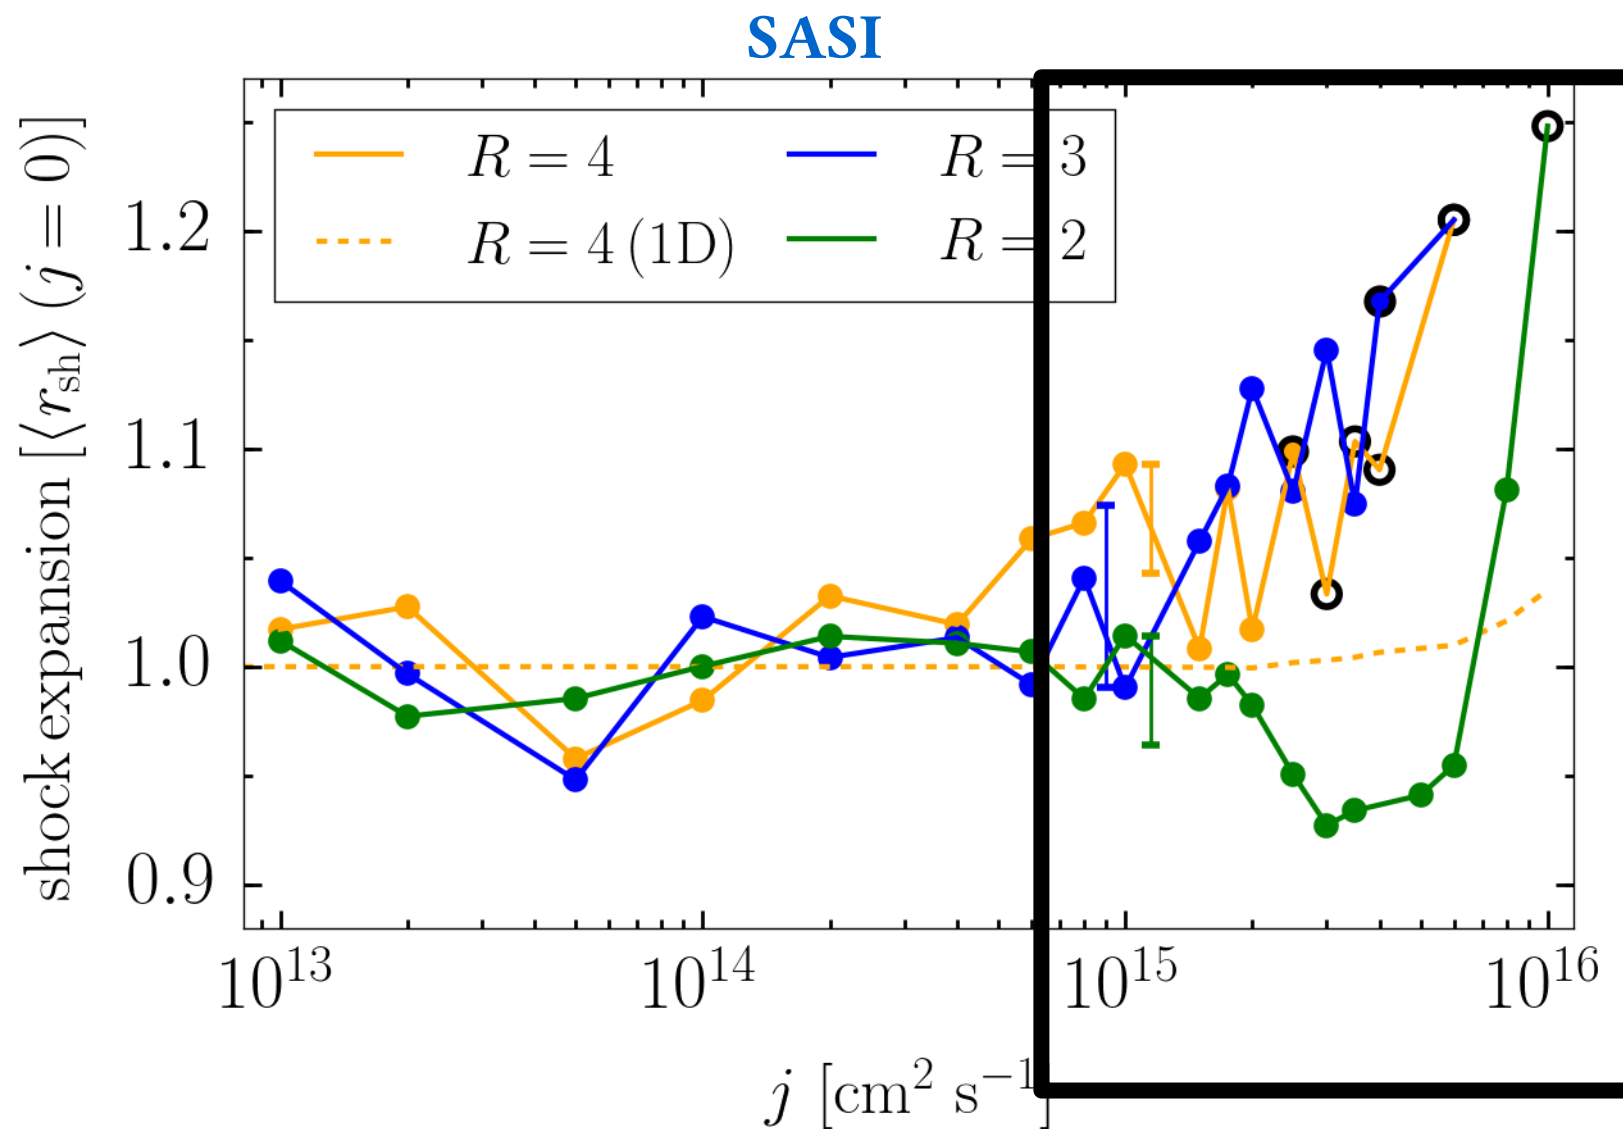 SASI
shock expansion [⟨r_sh⟩ (j = 0)]
R = 4
R = 3
R = 4 (1D)
R = 2
1.2
1.1
1.0
0.9
10^13
10^14
10^15
10^16
j [cm^2 s^−1]